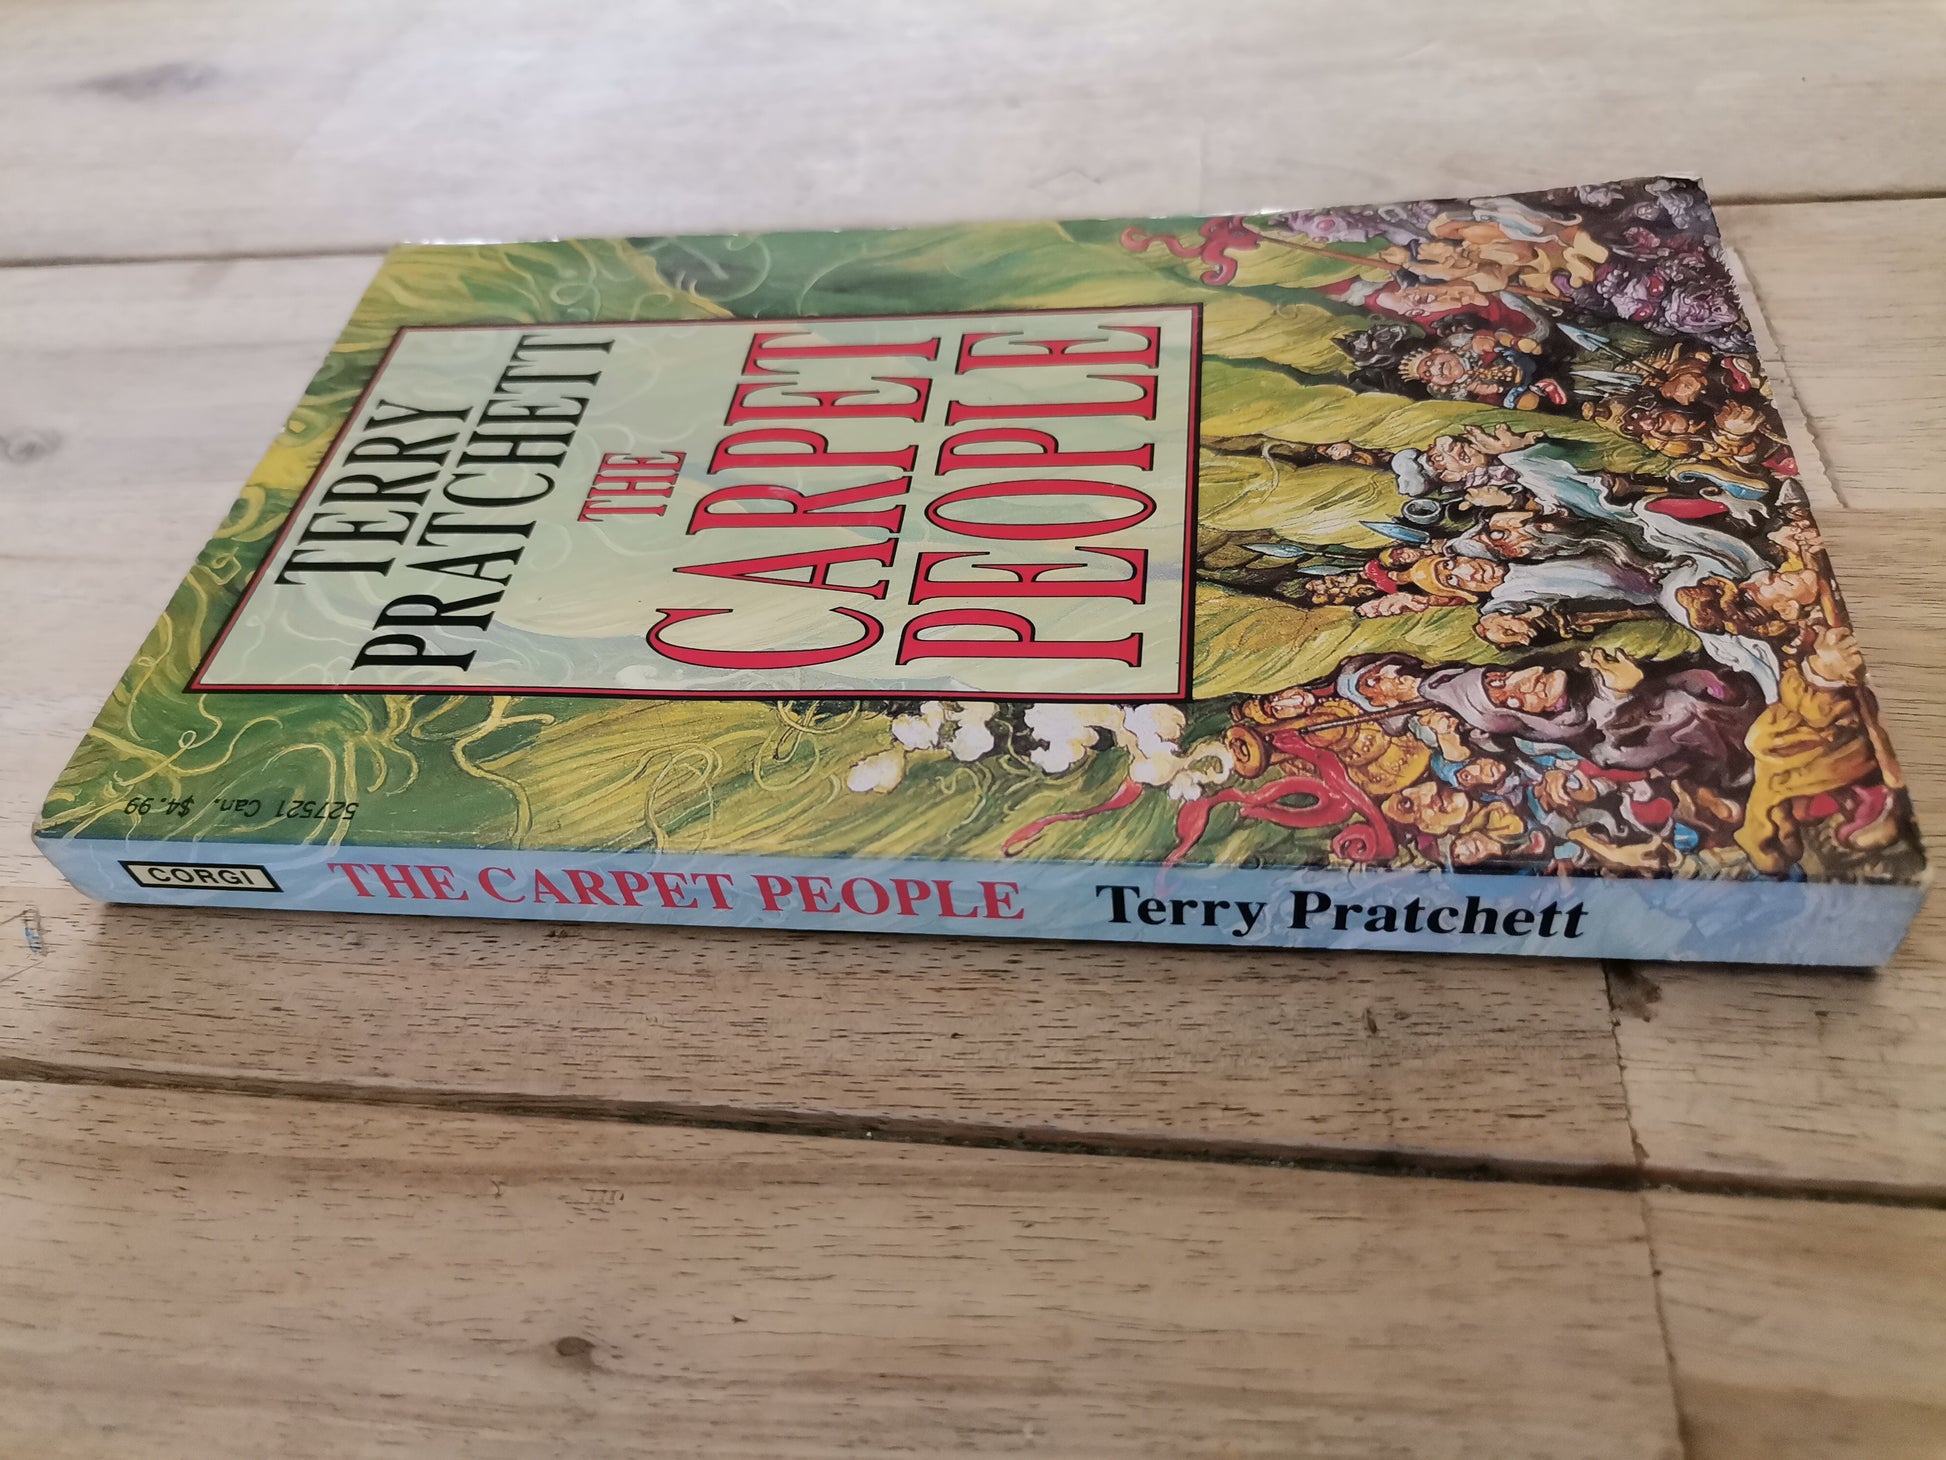 TERRY
PRATCHETT
THE
CARPET
PEOPLE
527521 Can. $4.99
CORGI THE CARPET PEOPLE Terry Pratchett